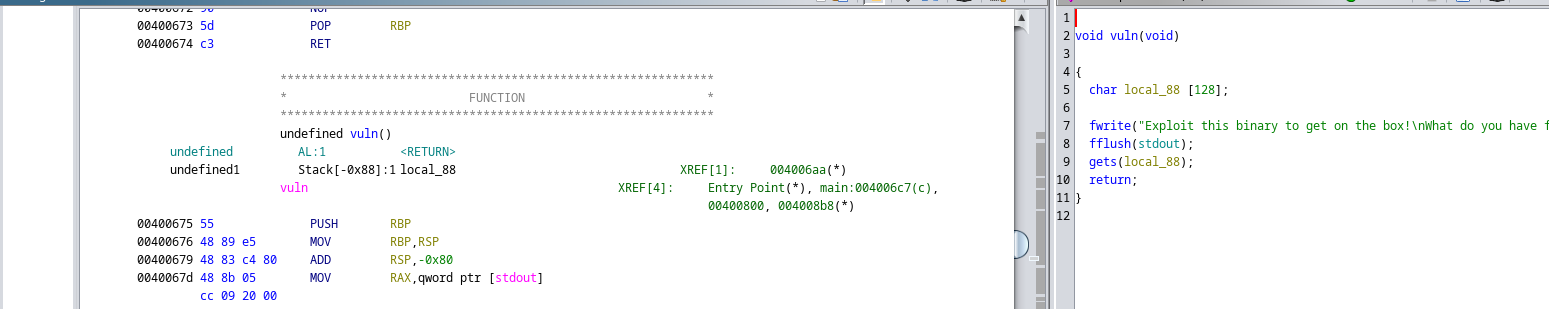 00400673 5d POP RBP
00400674 c3 RET
**************************************************************
* FUNCTION *
**************************************************************
undefined vuln()
undefined AL:1 <RETURN>
undefined1 Stack[-0x88]:1 local_88 XREF[1]: 004006aa(*)
vuln XREF[4]: Entry Point(*), main:004006c7(c),
00400800, 004008b8(*)
00400675 55 PUSH RBP
00400676 48 89 e5 MOV RBP,RSP
00400679 48 83 c4 80 ADD RSP,-0x80
0040067d 48 8b 05 MOV RAX,qword ptr [stdout]
cc 09 20 00
1
2 void vuln(void)
3
4 {
5 char local_88 [128];
6
7 fwrite("Exploit this binary to get on the box!\nWhat do you have f
8 fflush(stdout);
9 gets(local_88);
10 return;
11 }
12